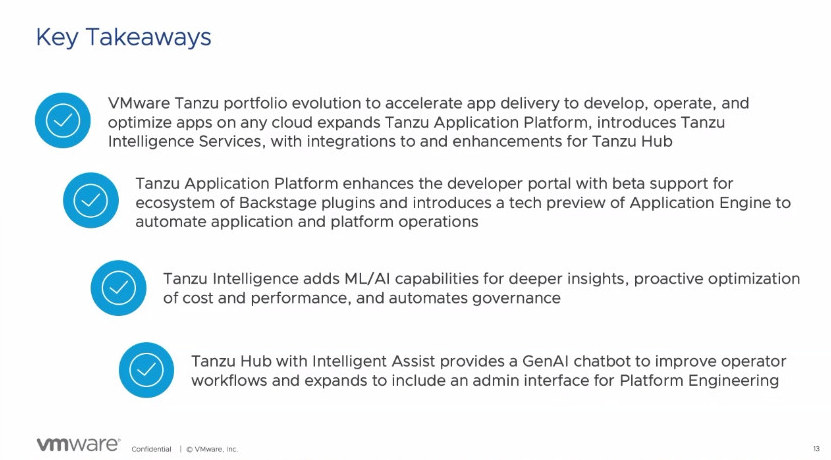 Key Takeaways
VMware Tanzu portfolio evolution to accelerate app delivery to develop, operate, and
optimize apps on any cloud expands Tanzu Application Platform, introduces Tanzu
Intelligence Services, with integrations to and enhancements for Tanzu Hub
Tanzu Application Platform enhances the developer portal with beta support for
ecosystem of Backstage plugins and introduces a tech preview of Application Engine to
automate application and platform operations
Tanzu Intelligence adds ML/AI capabilities for deeper insights, proactive optimization
of cost and performance, and automates governance
Tanzu Hub with Intelligent Assist provides a GenAI chatbot to improve operator
workflows and expands to include an admin interface for Platform Engineering
vmware® Confidential | © VMware, Inc. 13